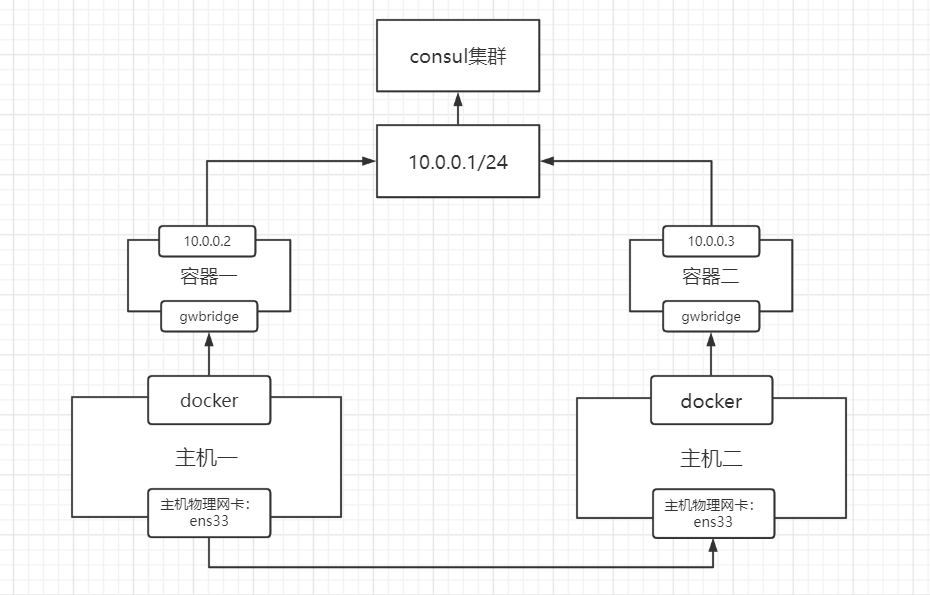 consul集群
10.0.0.1/24
10.0.0.2
容器一
gwbridge
10.0.0.3
容器二
gwbridge
docker
主机一
主机物理网卡：
ens33
docker
主机二
主机物理网卡：
ens33